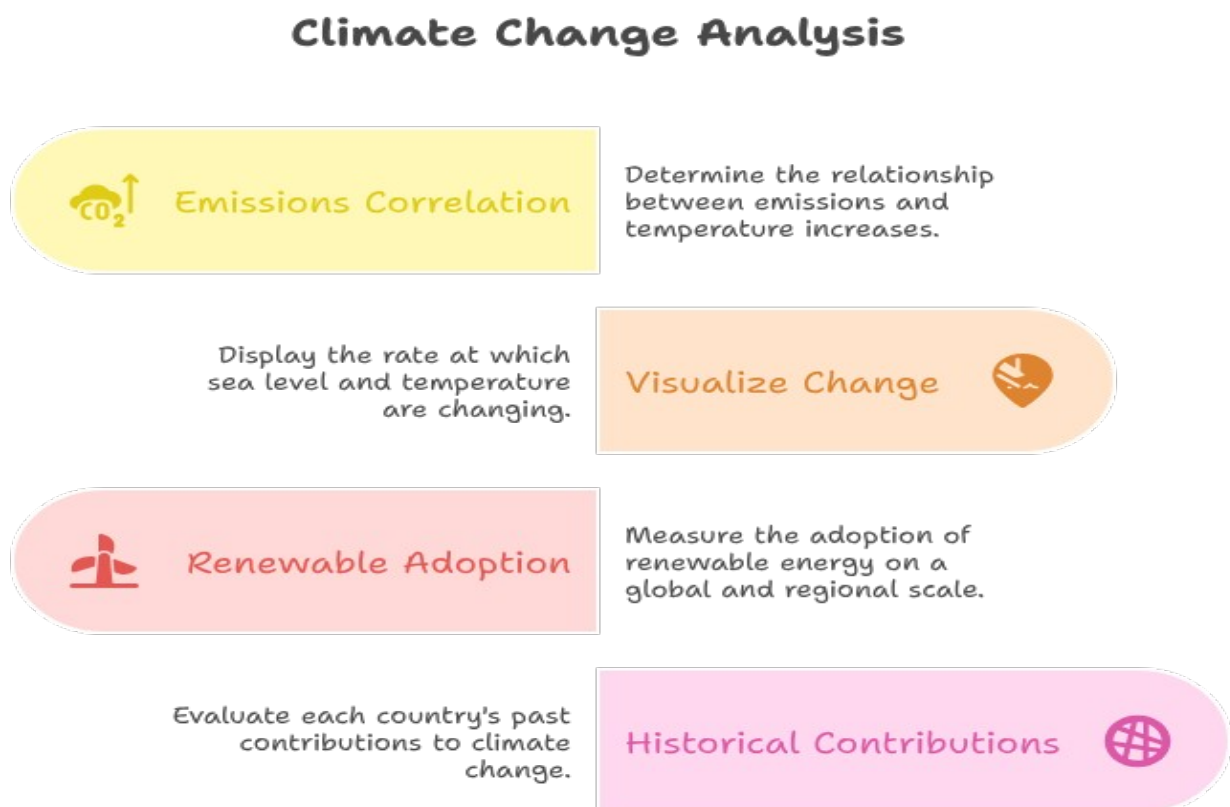 Climate Change Analysis
CO2
Emissions Correlation
Determine the relationship
between emissions and
temperature increases.
Display the rate at which
sea level and temperature
are changing.
Visualize Change
Renewable Adoption
Measure the adoption of
renewable energy on a
global and regional scale.
Evaluate each country's past
contributions to climate
change.
Historical Contributions